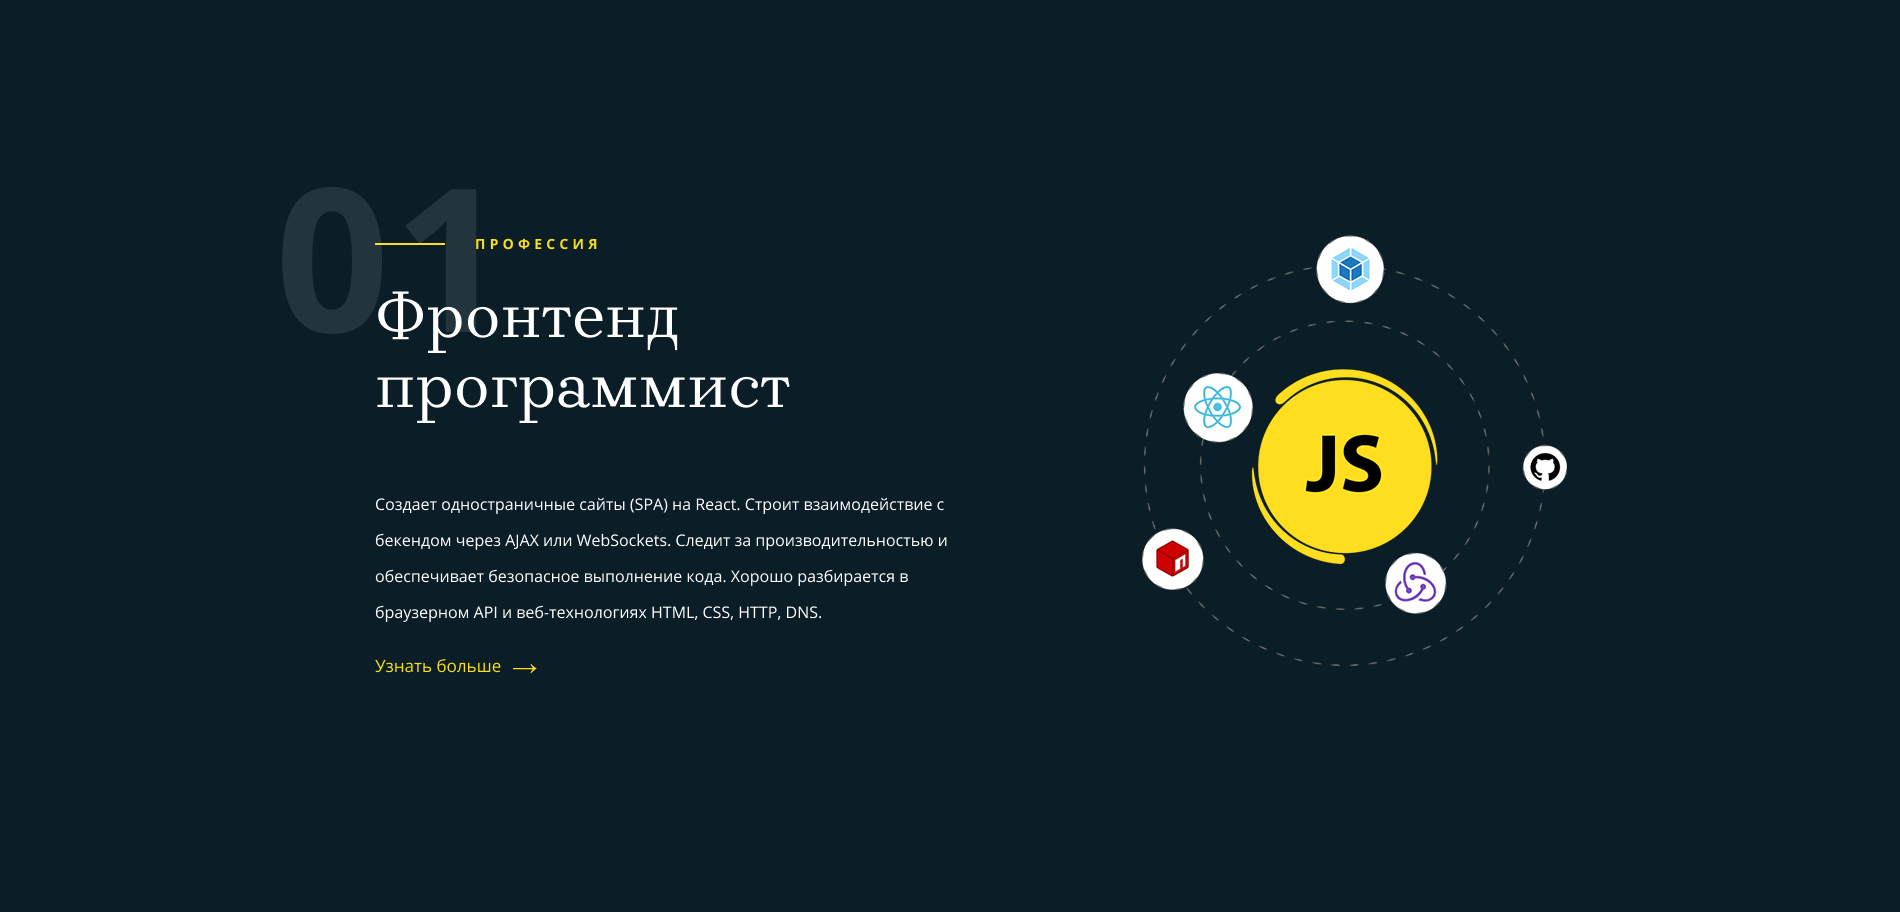 01
ПРОФЕССИЯ
Фронтенд
программист
Создает одностраничные сайты (SPA) на React. Строит взаимодействие с
бекендом через AJAX или WebSockets. Следит за производительностью и
обеспечивает безопасное выполнение кода. Хорошо разбирается в
браузерном API и веб-технологиях HTML, CSS, HTTP, DNS.
Узнать больше
JS